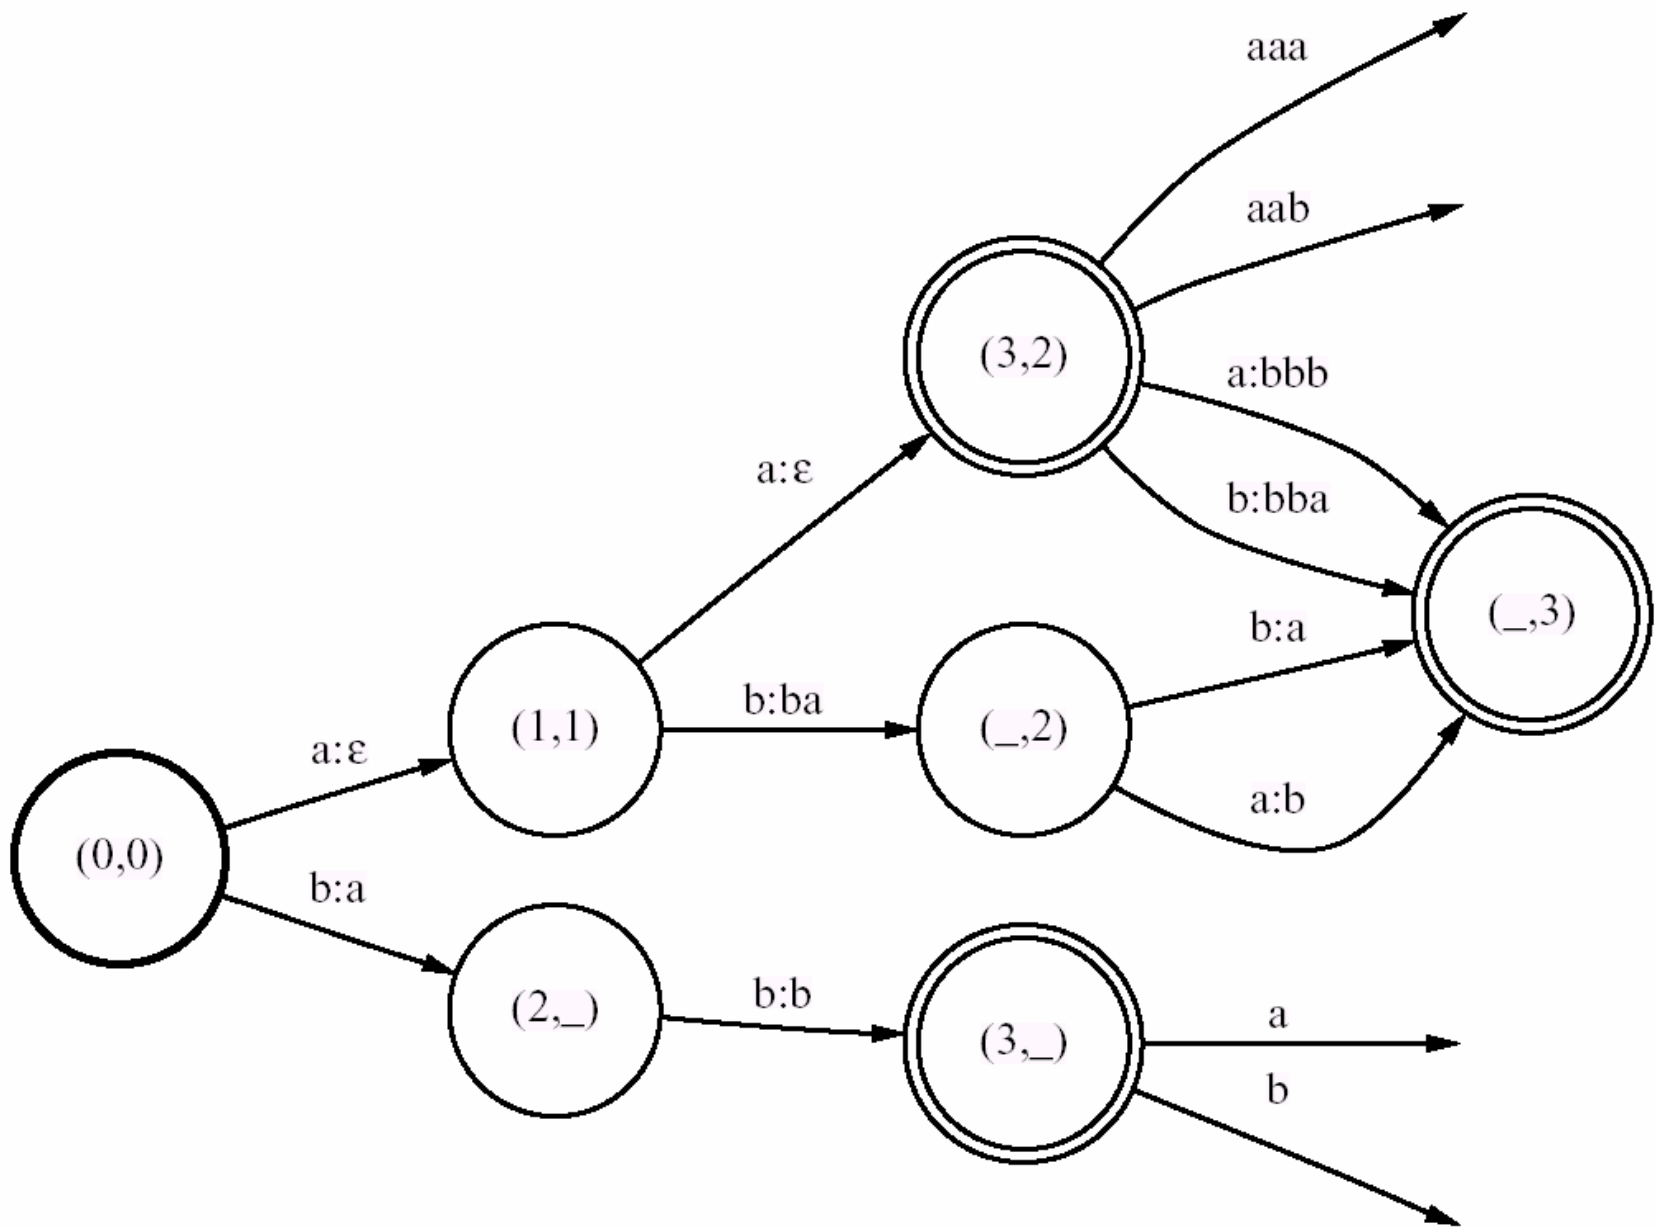 aaa
aab
(3,2)
a:bbb
a:ε
b:bba
(_,3)
b:a
b:ba
(1,1)
(_,2)
a:ε
a:b
(0,0)
b:a
b:b
(2,_)
a
(3,_)
b